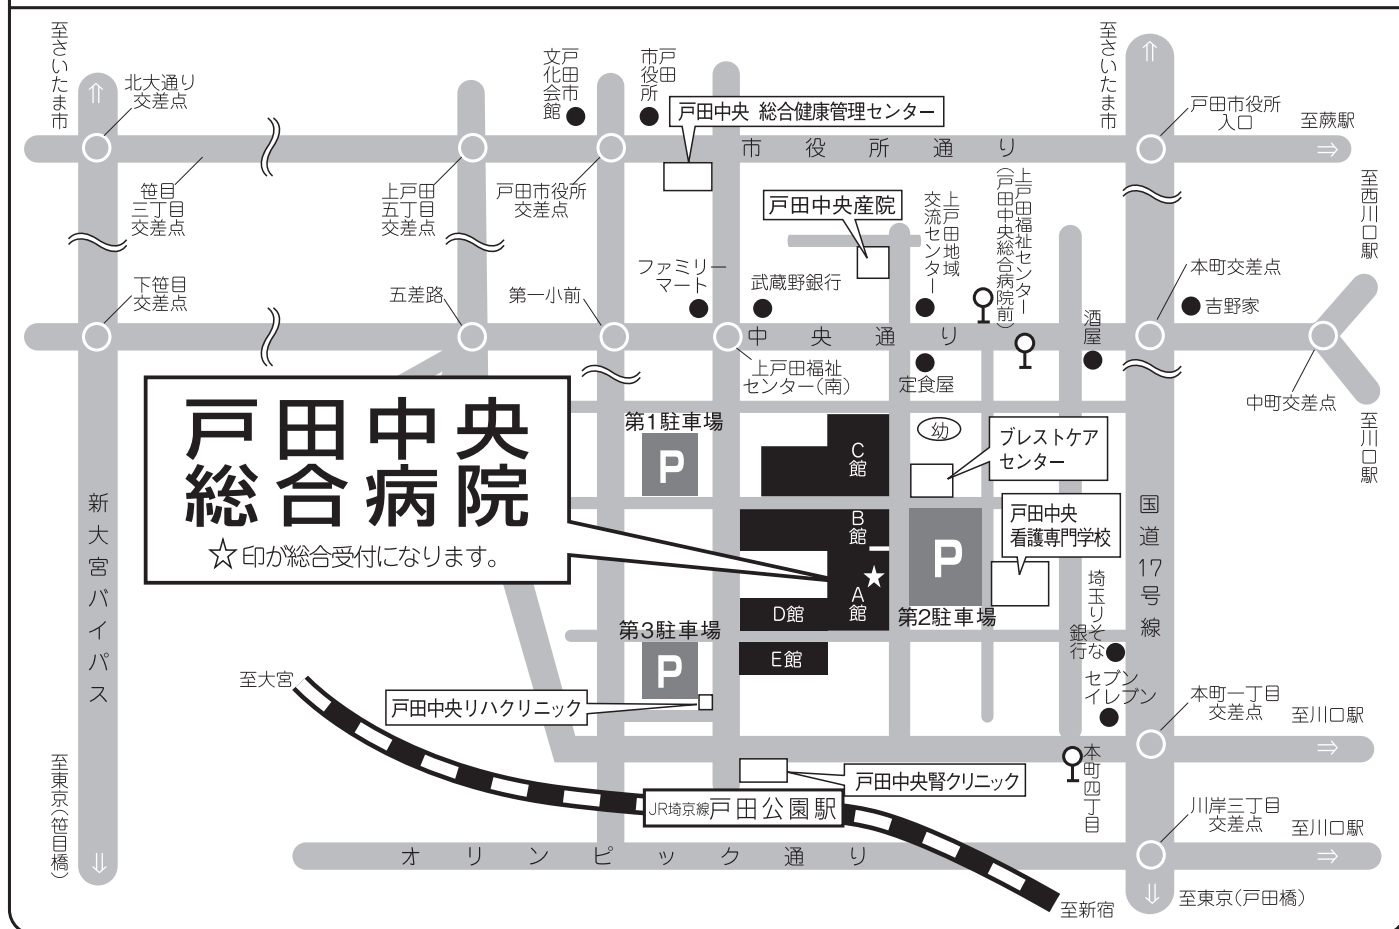 至さいたま市
北大通り
交差点
文化会館
戸田市
市役所
戸田
戸田中央 総合健康管理センター
至さいたま市
戸田市役所
入口
至蕨駅
市役所通り
笹目
三丁目
交差点
上戸田
五丁目
交差点
戸田市役所
交差点
戸田中央産院
上戸田地域
交流センター
上戸田福祉センター
(戸田中央総合病院前)
至西川口駅
下笹目
交差点
五差路
第一小前
ファミリー
マート
武蔵野銀行
酒屋
本町交差点
吉野家
中央通り
上戸田福祉
センター(南)
定食屋
中町交差点
至川口駅
戸田中央
総合病院
☆印が総合受付になります。
第1駐車場
P
C
館
幼
ブレストケア
センター
戸田中央
看護専門学校
B
館
★
A
館
P
第2駐車場
D館
E館
第3駐車場
P
新大宮バイパス
国道17号線
埼玉りそな
銀行
セブン
イレブン
至大宮
戸田中央リハクリニック
本町一丁目
交差点
至川口駅
戸田中央腎クリニック
本町四丁目
JR埼京線戸田公園駅
至東京(笹目橋)
川岸三丁目
交差点
至川口駅
オリンピック通り
至新宿
至東京(戸田橋)